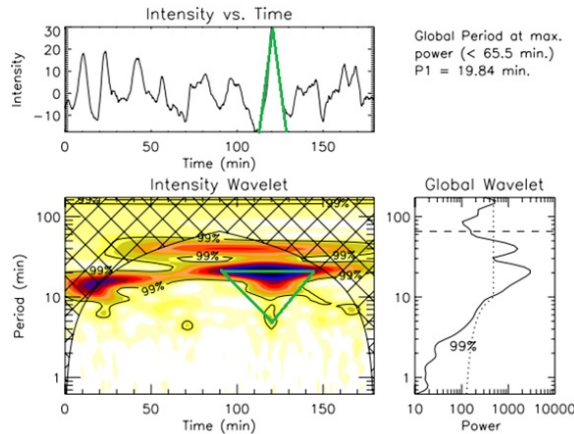 Intensity vs. Time
Global Period at max.
power (< 65.5 min.)
P1 = 19.84 min.
Intensity
30
20
10
0
-10
0
50
100
150
Time (min)
Intensity Wavelet
Global Wavelet
Period (min)
100
10
1
99%
99%
99%
99%
99%
99%
99%
0
50
100
150
Time (min)
100
10
1
99%
10
100
1000
10000
Power